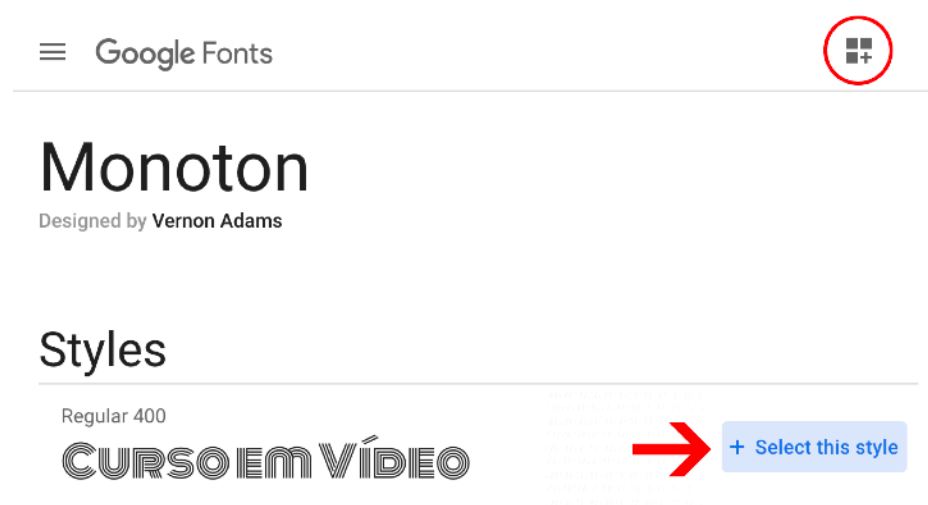 Google Fonts
Monoton
Designed by Vernon Adams
Styles
Regular 400
Curso em Vídeo
+ Select this style